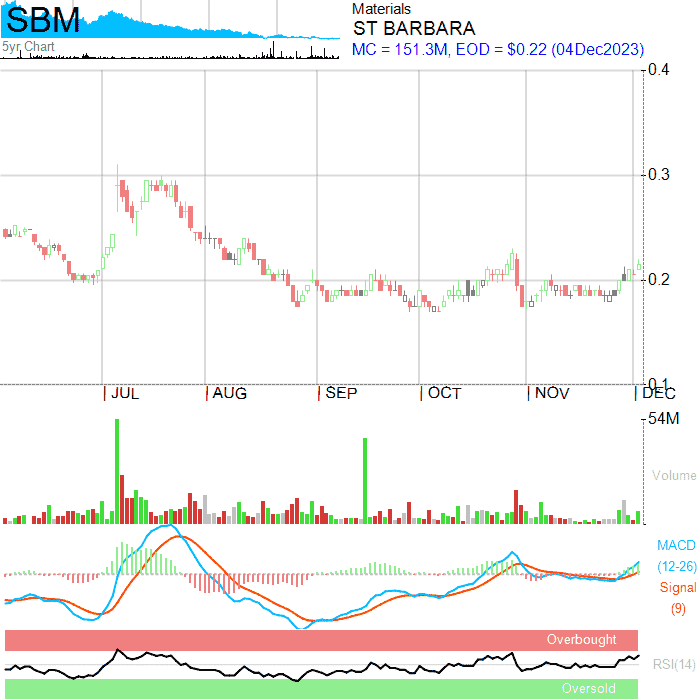 SBM
5yr. Chart
Materials
ST BARBARA
MC = 151.3M, EOD = $0.22 (04Dec2023)
0.4
0.3
0.2
0.1
JUL AUG SEP OCT NOV DEC
54M
Volume
MACD
(12-26)
Signal
(9)
Overbought
RSI(14)
Oversold